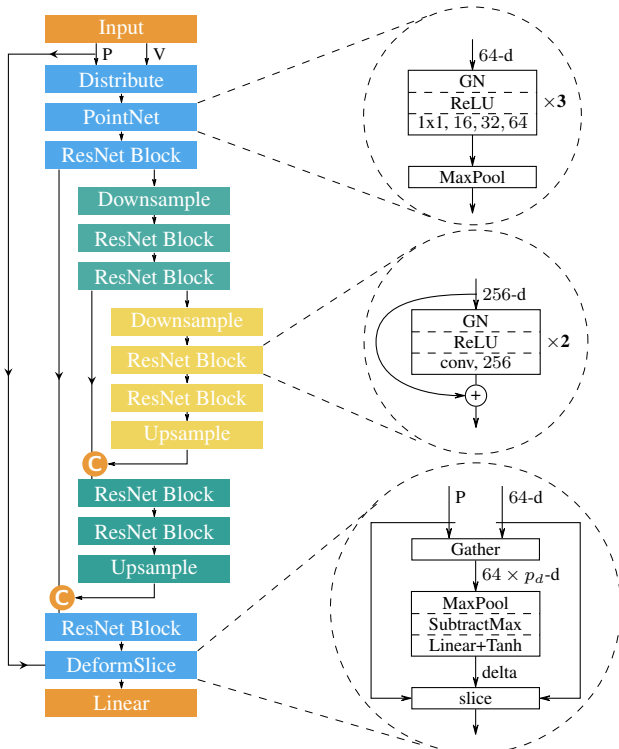 Input
P
V
Distribute
PointNet
ResNet Block
Downsample
ResNet Block
ResNet Block
Downsample
ResNet Block
ResNet Block
Upsample
C
ResNet Block
ResNet Block
Upsample
C
ResNet Block
DeformSlice
Linear
64-d
GN
ReLU
1x1, 16, 32, 64
×3
MaxPool
256-d
GN
ReLU
conv, 256
×2
+
P
64-d
Gather
64 × p_d-d
MaxPool
SubtractMax
Linear+Tanh
delta
slice